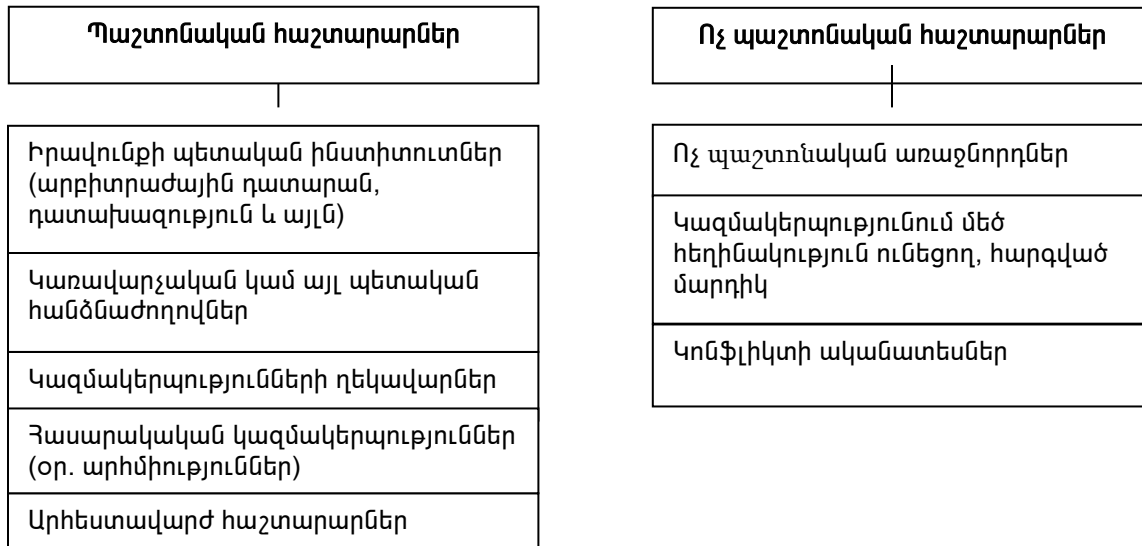 Պաշտոնական հաշտարարներ
Իրավունքի պետական ինստիտուտներ
(արբիտրաժային դատարան,
դատախազություն և այլն)
Կառավարչական կամ այլ պետական
հանձնաժողովներ
Կազմակերպությունների ղեկավարներ
Հասարակական կազմակերպություններ
(օր. արհմիություններ)
Արհեստավարժ հաշտարարներ
Ոչ պաշտոնական հաշտարարներ
Ոչ պաշտոնական առաջնորդներ
Կազմակերպությունում մեծ
հեղինակություն ունեցող, հարգված
մարդիկ
Կոնֆլիկտի ականատեսներ